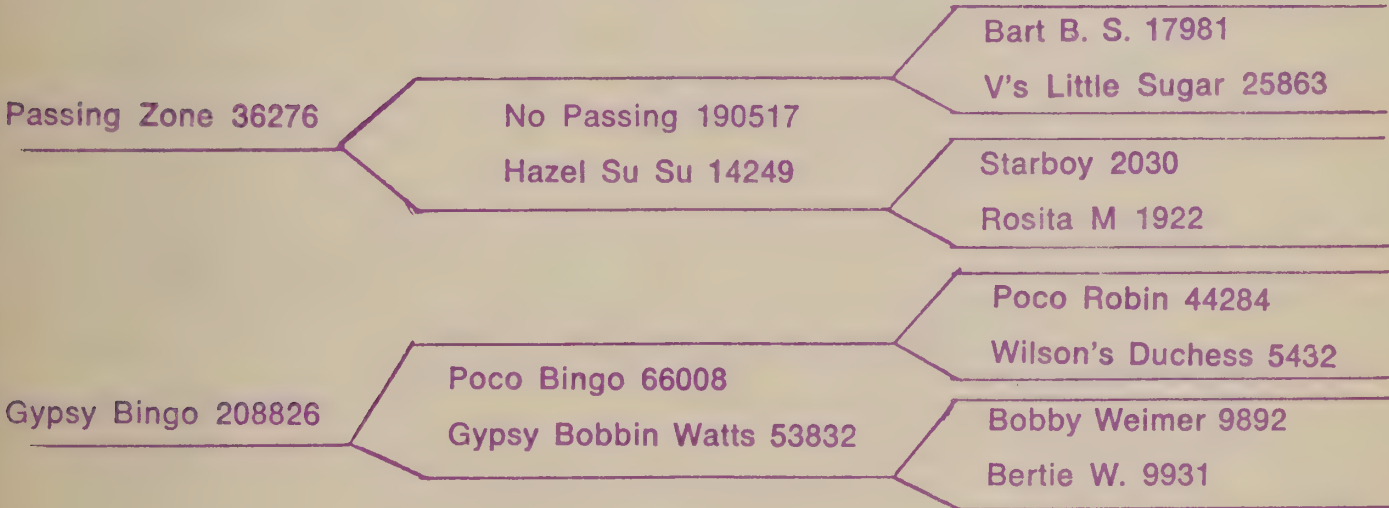 Passing Zone 36276
No Passing 190517
Hazel Su Su 14249
Bart B. S. 17981
V's Little Sugar 25863
Starboy 2030
Rosita M 1922
Gypsy Bingo 208826
Poco Bingo 66008
Gypsy Bobbin Watts 53832
Poco Robin 44284
Wilson's Duchess 5432
Bobby Weimer 9892
Bertie W. 9931